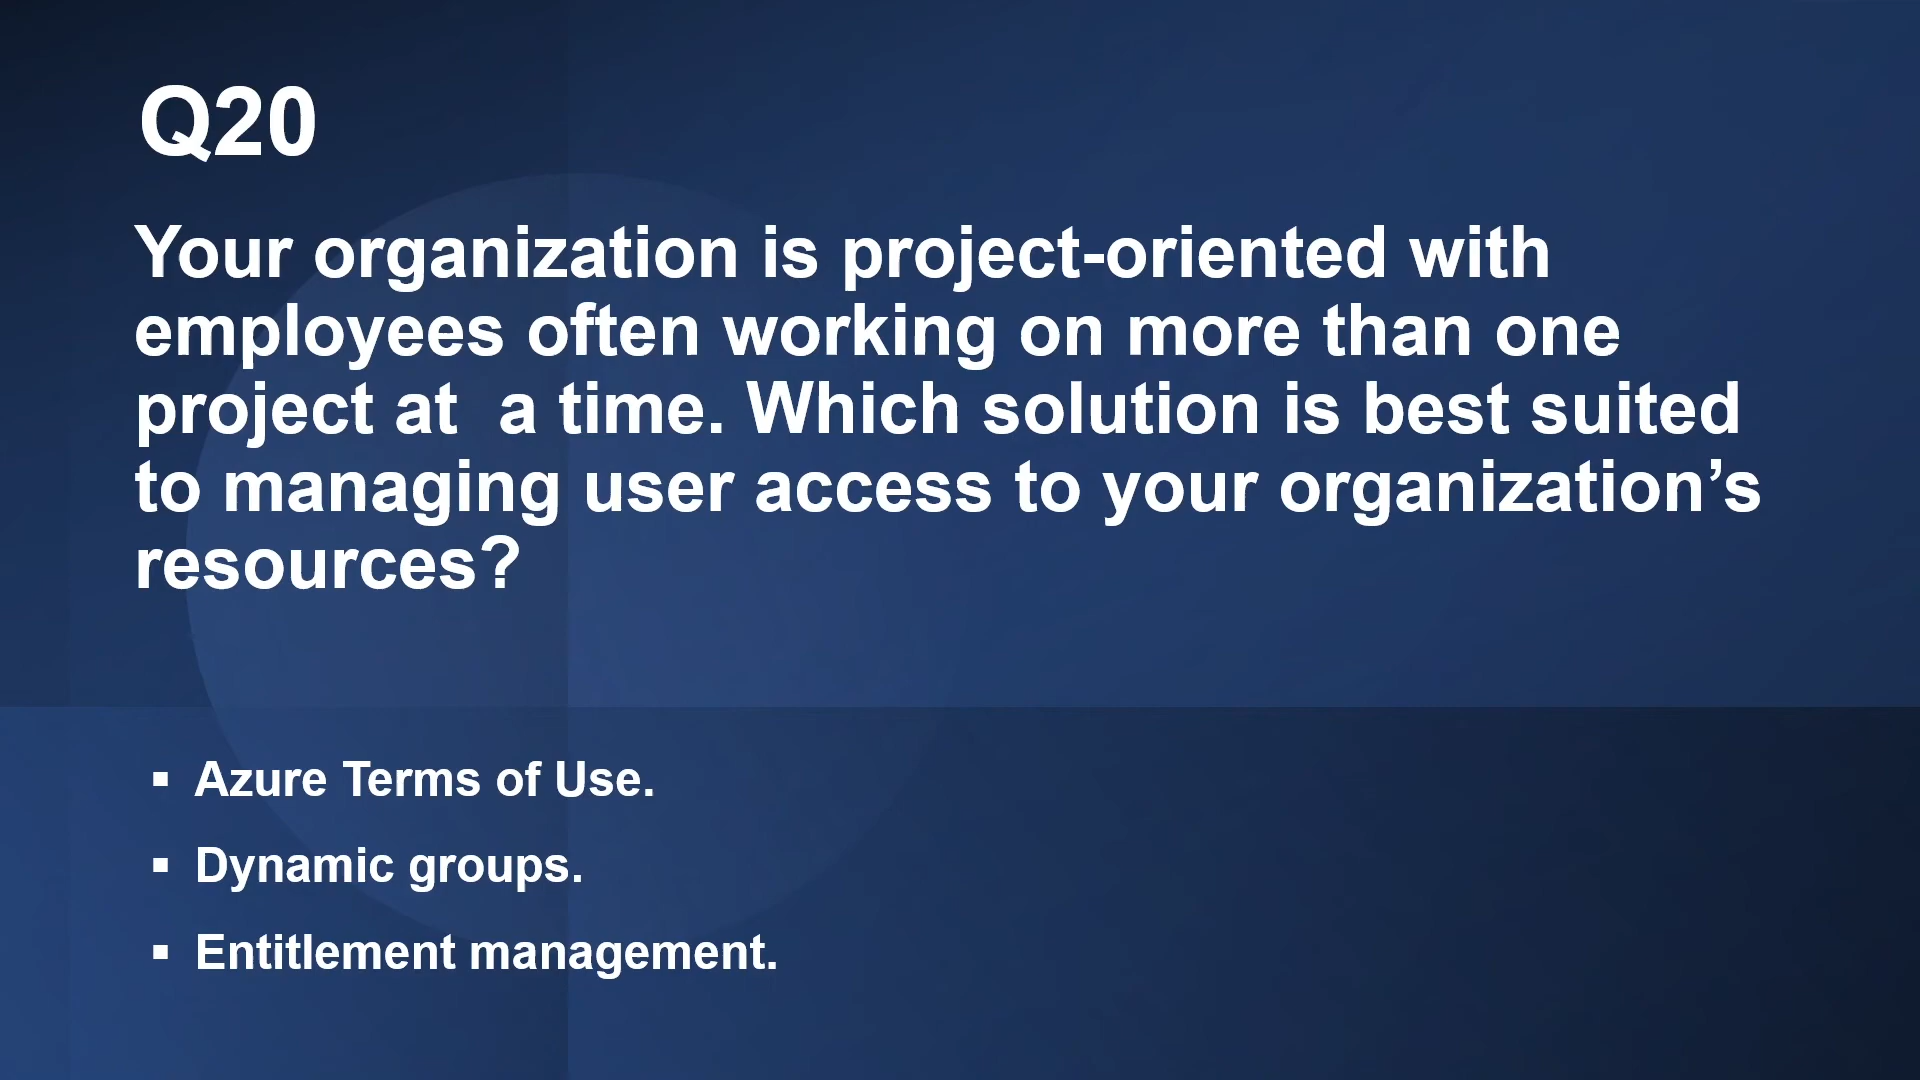 Q20
Your organization is project-oriented with
employees often working on more than one
project at  a time. Which solution is best suited
to managing user access to your organization’s
resources?
▪ Azure Terms of Use.
▪ Dynamic groups.
▪ Entitlement management.